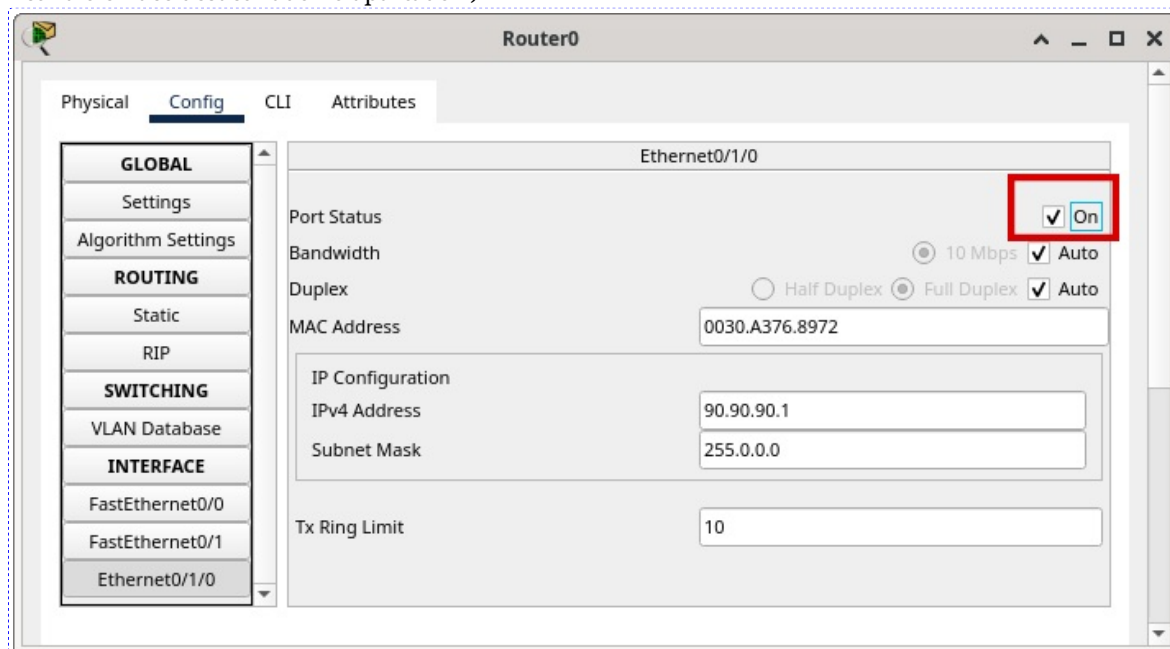 Router0
Physical Config CLI Attributes
GLOBAL
Settings
Algorithm Settings
ROUTING
Static
RIP
SWITCHING
VLAN Database
INTERFACE
FastEthernet0/0
FastEthernet0/1
Ethernet0/1/0
Ethernet0/1/0
Port Status On
Bandwidth 10 Mbps Auto
Duplex Half Duplex Full Duplex Auto
MAC Address 0030.A376.8972
IP Configuration
IPv4 Address 90.90.90.1
Subnet Mask 255.0.0.0
Tx Ring Limit 10